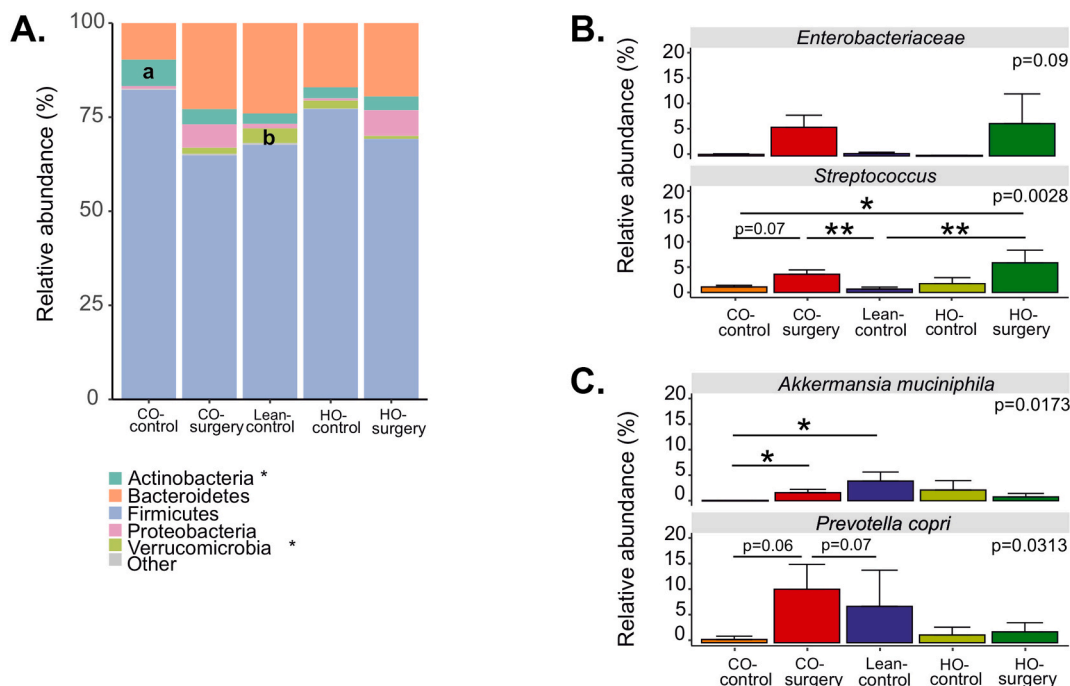 A.
Relative abundance (%)
100
75
50
25
0
a
b
CO-
control
CO-
surgery
Lean-
control
HO-
control
HO-
surgery
Actinobacteria *
Bacteroidetes
Firmicutes
Proteobacteria
Verrucomicrobia *
Other
B.
Relative abundance (%)
Enterobacteriaceae
p=0.09
20
15
10
5
0
Streptococcus
p=0.0028
20
15
10
5
0
*
p=0.07
**
**
CO-
control
CO-
surgery
Lean-
control
HO-
control
HO-
surgery
C.
Relative abundance (%)
Akkermansia muciniphila
p=0.0173
20
15
10
5
0
*
*
Prevotella copri
p=0.0313
20
15
10
5
0
p=0.06
p=0.07
CO-
control
CO-
surgery
Lean-
control
HO-
control
HO-
surgery